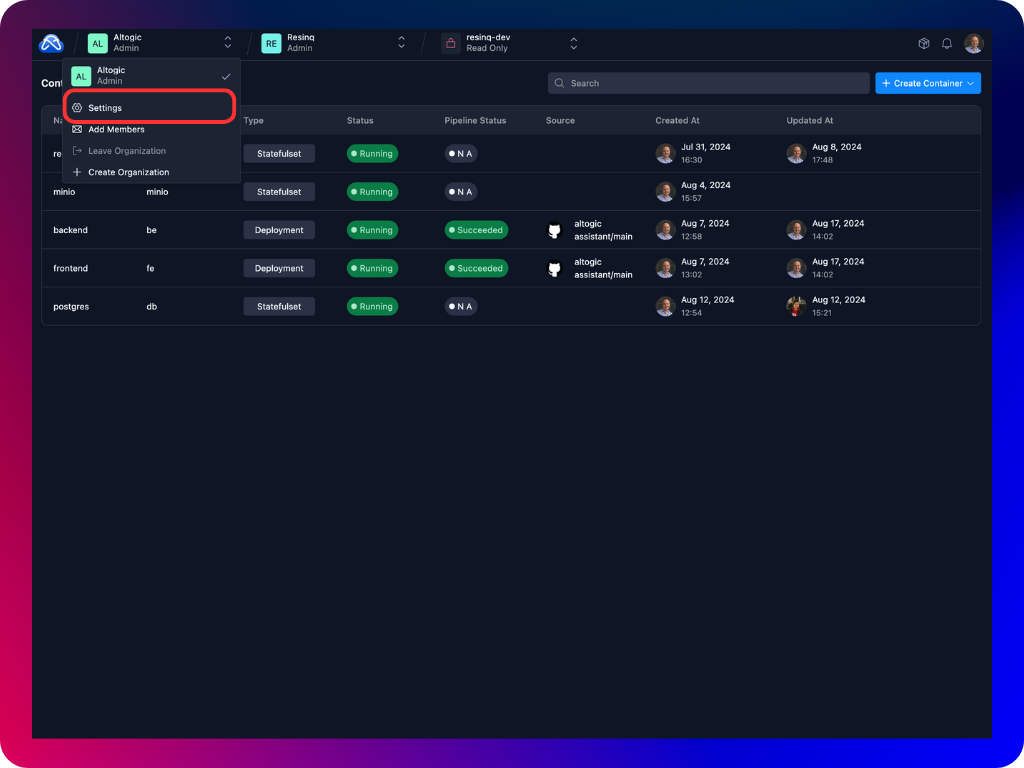 AL
Altogic
Admin
RE
Resinq
Admin
resinq-dev
Read Only
AL
Altogic
Admin
Settings
Add Members
Leave Organization
Create Organization
Search
Create Container
Type
Status
Pipeline Status
Source
Created At
Updated At
Statefulset
Running
N A
Jul 31, 2024
16:30
Aug 8, 2024
17:48
minio
minio
Statefulset
Running
N A
Aug 4, 2024
15:57
backend
be
Deployment
Running
Succeeded
altogic
assistant/main
Aug 7, 2024
12:58
Aug 17, 2024
14:02
frontend
fe
Deployment
Running
Succeeded
altogic
assistant/main
Aug 7, 2024
13:02
Aug 17, 2024
14:02
postgres
db
Statefulset
Running
N A
Aug 12, 2024
12:54
Aug 12, 2024
15:21